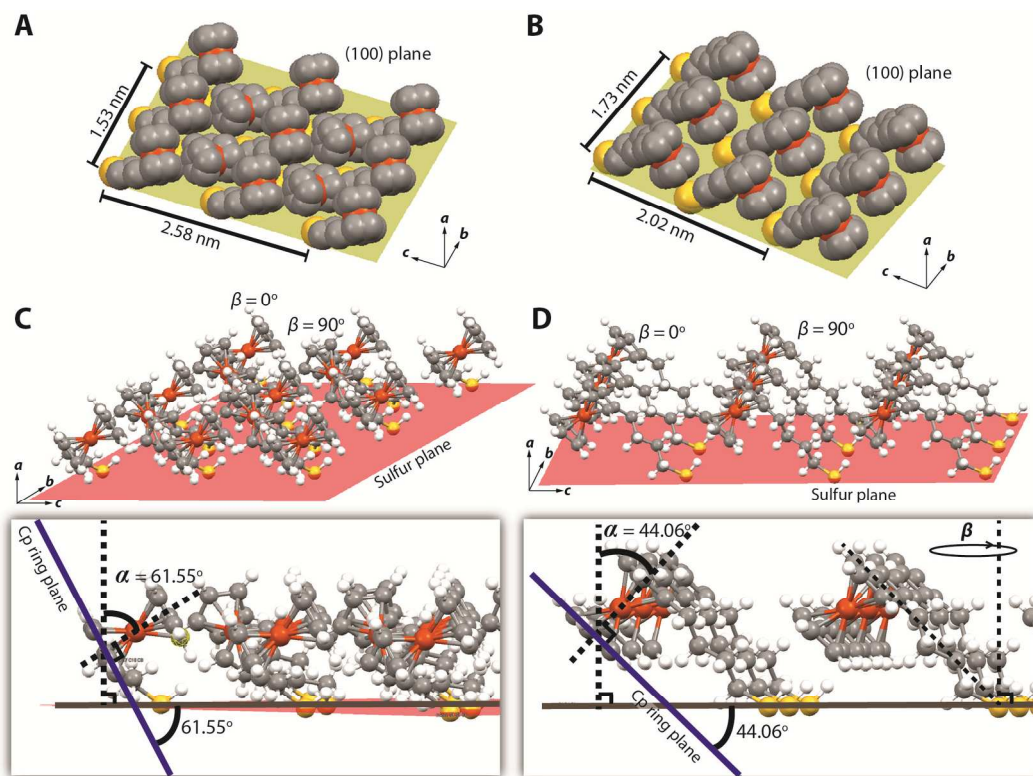 A
(100) plane
1.53 nm
2.58 nm
a
b
c
B
(100) plane
1.73 nm
2.02 nm
a
b
c
C
β = 0°
β = 90°
Sulfur plane
a
b
c
D
β = 0°
β = 90°
Sulfur plane
a
b
c
Cp ring plane
α = 61.55°
61.55°
α = 44.06°
β
Cp ring plane
44.06°